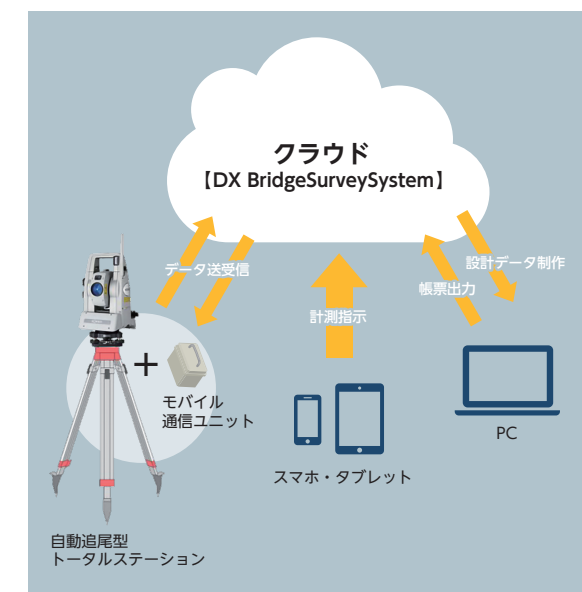 クラウド
【DX BridgeSurveySystem】
データ送受信
設計データ制作
帳票出力
計測指示
モバイル
通信ユニット
PC
スマホ・タブレット
自動追尾型
トータルステーション